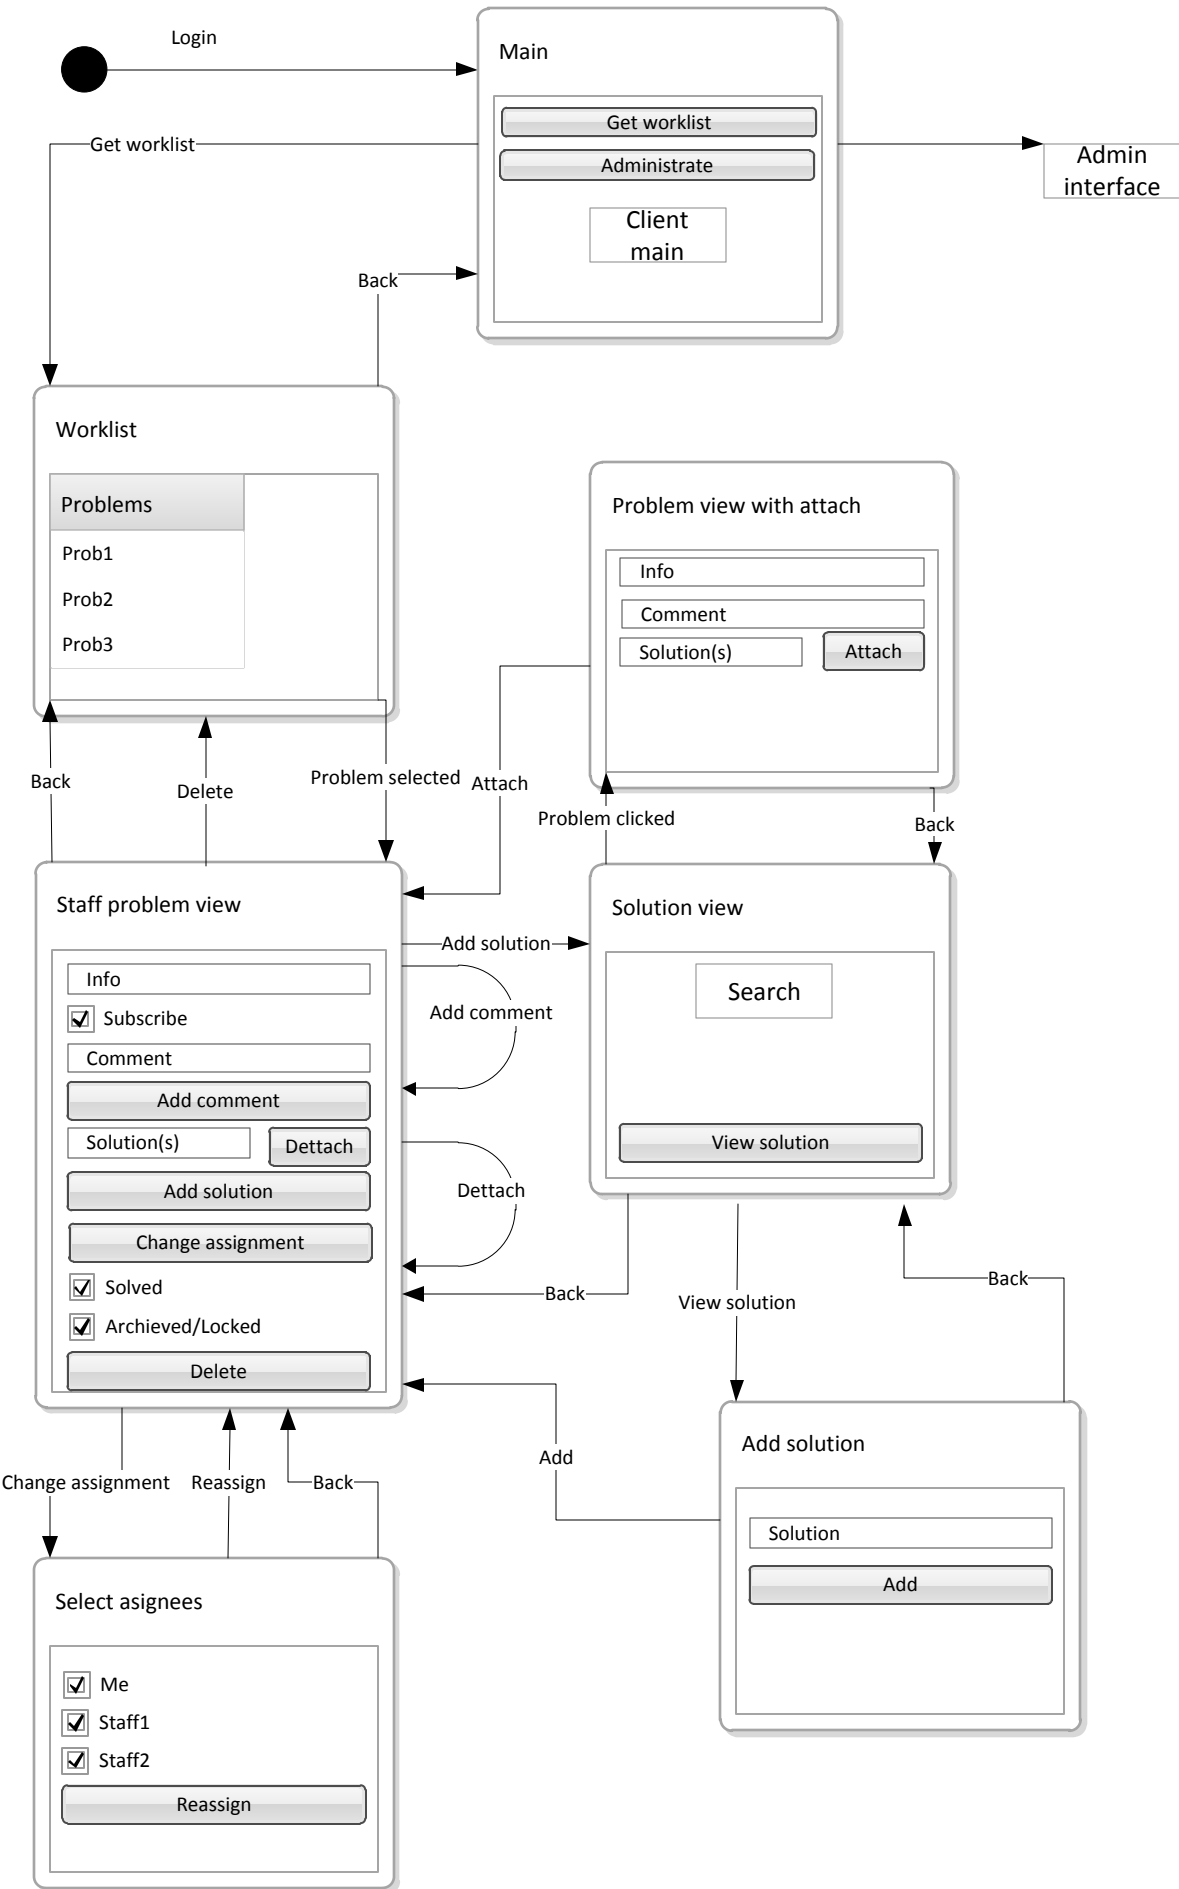 Login
Main
Get worklist
Administrate
Client
main
Get worklist
Admin
interface
Back
Worklist
Problems
Prob1
Prob2
Prob3
Problem view with attach
Info
Comment
Solution(s)
Attach
Back
Delete
Problem selected
Attach
Problem clicked
Back
Staff problem view
Info
Subscribe
Comment
Add comment
Solution(s)
Dettach
Add solution
Change assignment
Solved
Archieved/Locked
Delete
Add solution
Add comment
Dettach
Back
Solution view
Search
View solution
View solution
Back
Add
Change assignment
Reassign
Back
Add solution
Solution
Add
Select asignees
Me
Staff1
Staff2
Reassign